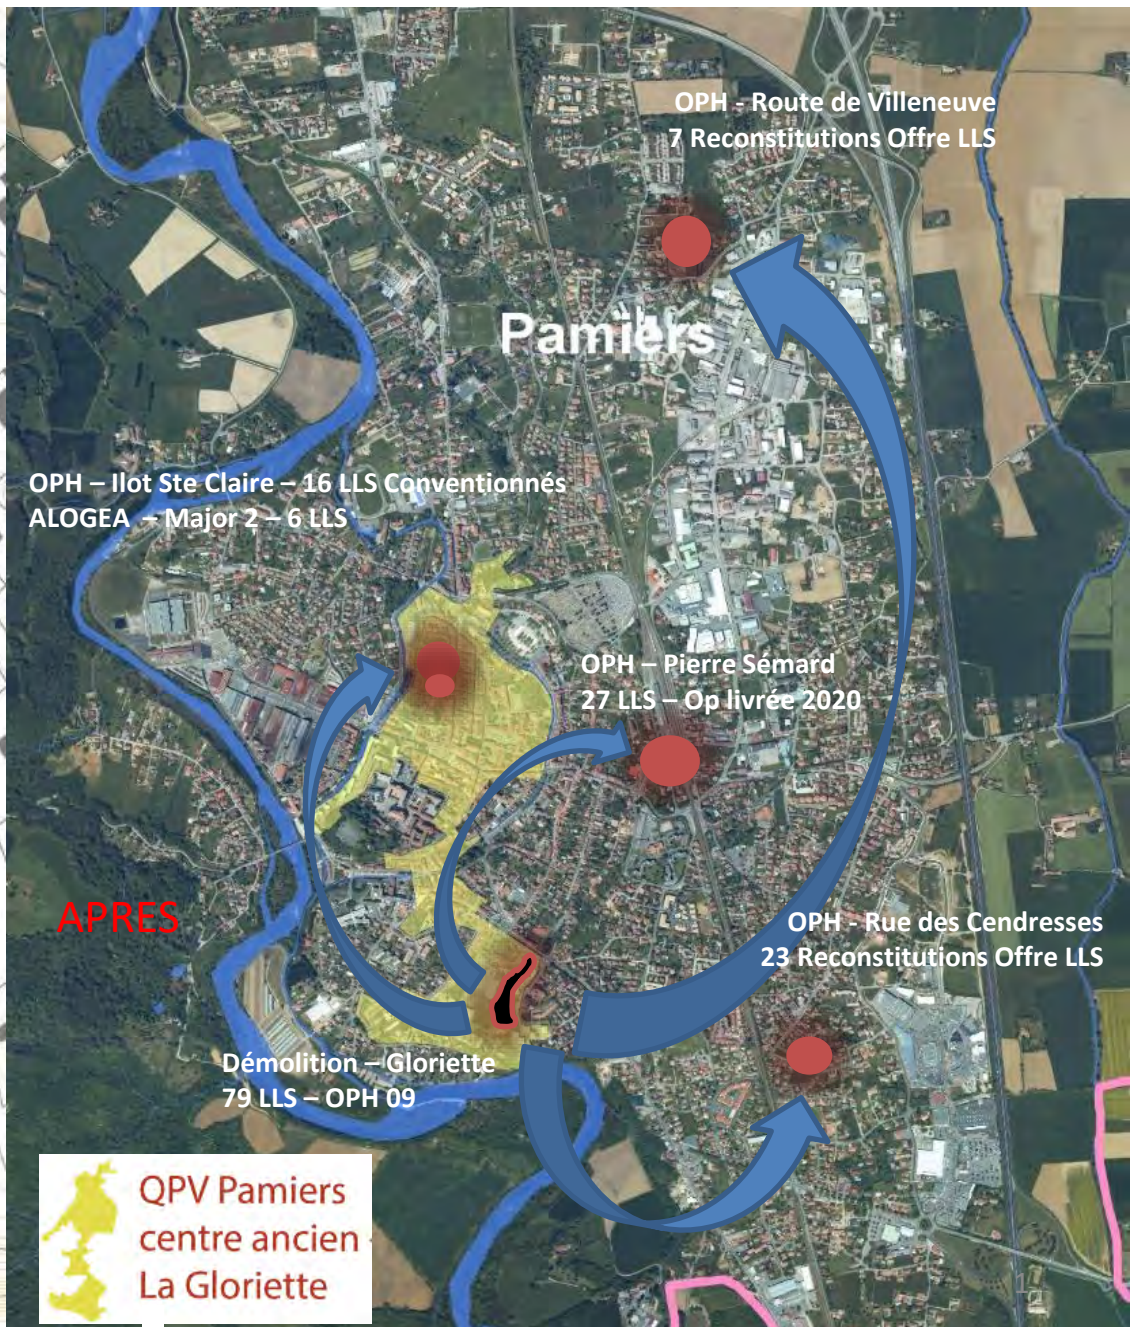 OPH - Route de Villeneuve
7 Reconstitutions Offre LLS
Pamiers
OPH – Ilot Ste Claire – 16 LLS Conventionnés
ALOGEA – Major 2 – 6 LLS
OPH – Pierre Sémard
27 LLS – Op livrée 2020
APRES
OPH - Rue des Cendresses
23 Reconstitutions Offre LLS
Démolition – Gloriette
79 LLS – OPH 09
QPV Pamiers
centre ancien
La Gloriette